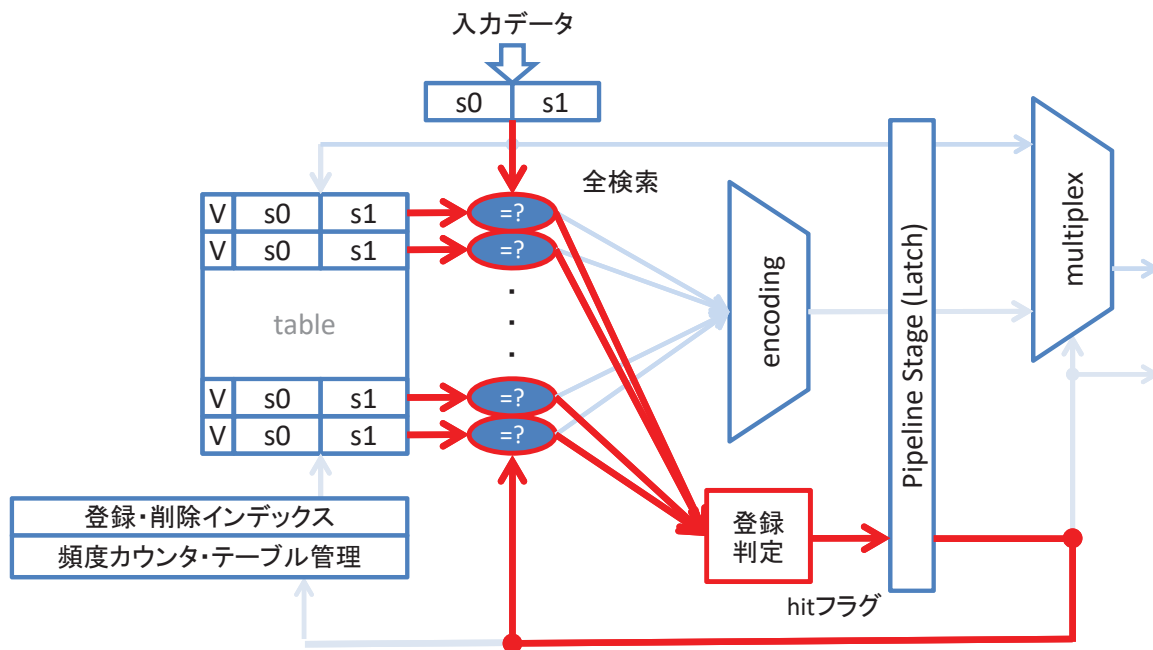 入力データ
s0 s1
全検索
V s0 s1 =?
V s0 s1 =?
table
・
・
・
V s0 s1 =?
V s0 s1 =?
encoding
Pipeline Stage (Latch)
multiplex
登録・削除インデックス
頻度カウンタ・テーブル管理
登録
判定
hitフラグ